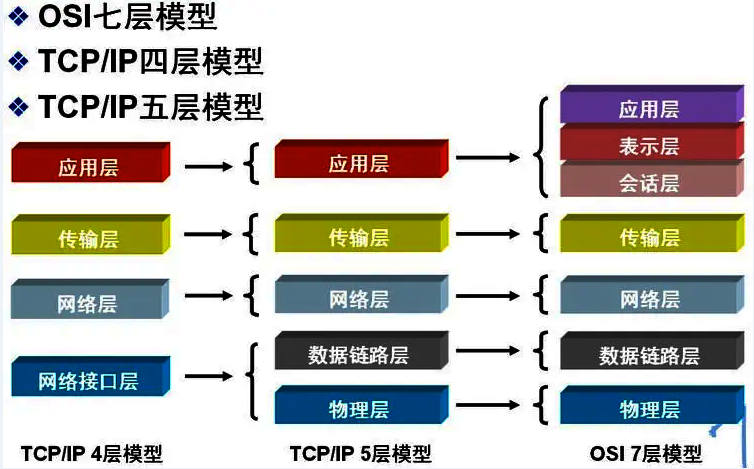 ❖ OSI七层模型
❖ TCP/IP四层模型
❖ TCP/IP五层模型
应用层
表示层
会话层
应用层
应用层
传输层
传输层
传输层
网络层
网络层
网络层
数据链路层
数据链路层
网络接口层
物理层
物理层
TCP/IP 4层模型
TCP/IP 5层模型
OSI 7层模型